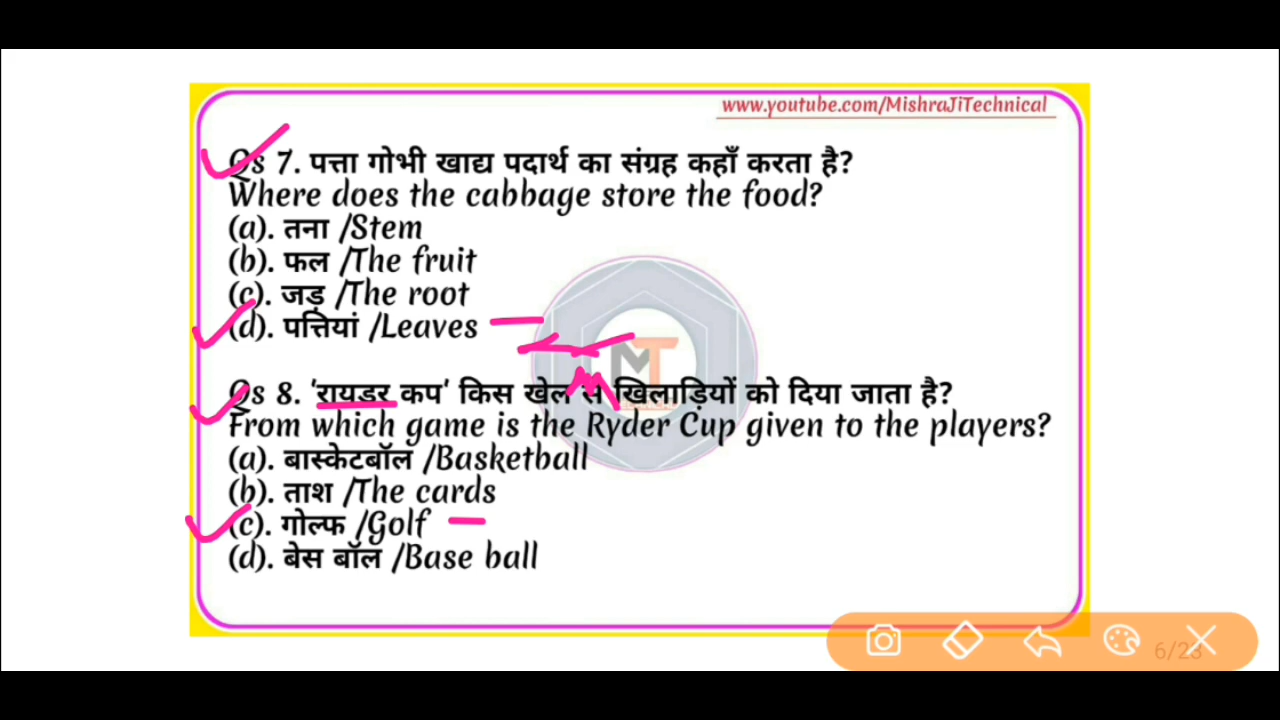 www.youtube.com/MishraJiTechnical
Qs 7. पत्ता गोभी खाद्य पदार्थ का संग्रह कहाँ करता है?
Where does the cabbage store the food?
(a). तना /Stem
(b). फल /The fruit
(c). जड़ /The root
(d). पत्तियां /Leaves
MT
Qs 8. 'रायडर कप' किस खेल से खिलाड़ियों को दिया जाता है?
From which game is the Ryder Cup given to the players?
(a). बास्केटबॉल /Basketball
(b). ताश /The cards
(c). गोल्फ /Golf
(d). बेस बॉल /Base ball
6/23